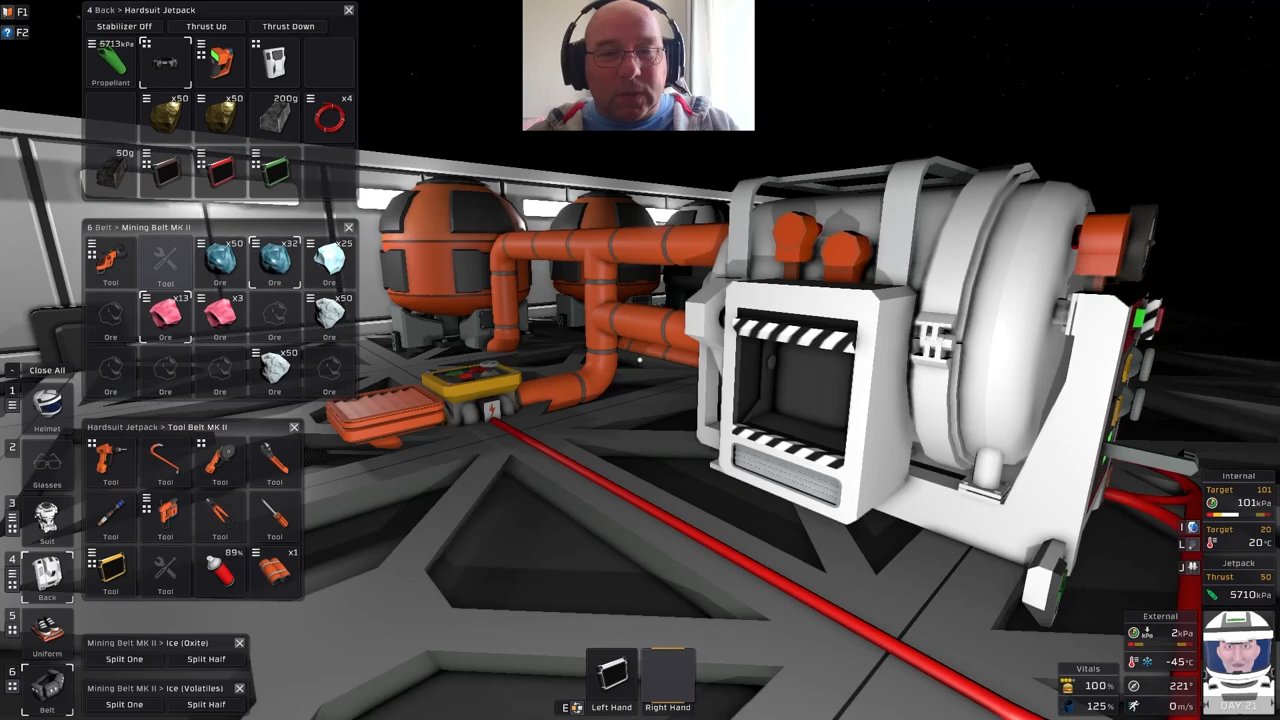 F1
F2
4 Back > Hardsuit Jetpack
Stabilizer Off Thrust Up Thrust Down
5713kPa
Propellant
x50 x50 200g x4
50g
6 Belt > Mining Belt MK II
x50 x32 x25
Tool Tool Ore Ore Ore
x13 x3 x50
Ore Ore Ore Ore Ore
x50
Ore Ore Ore Ore Ore
Close All
1
Helmet
2
Glasses
3
Suit
4
Back
5
Uniform
6
Belt
Hardsuit Jetpack > Tool Belt MK II
Tool Tool Tool Tool
Tool Tool Tool Tool
89% x1
Tool Tool
Mining Belt MK II > Ice (Oxite)
Split One Split Half
Mining Belt MK II > Ice (Volatiles)
Split One Split Half
E Left Hand Right Hand
Internal
Target 101
101kPa
Target 20
20°C
Jetpack
Thrust 50
5710kPa
I
L
J
External
kPa 2kPa
-45°C
221°
0m/s
Vitals
100%
125%
DAY 21